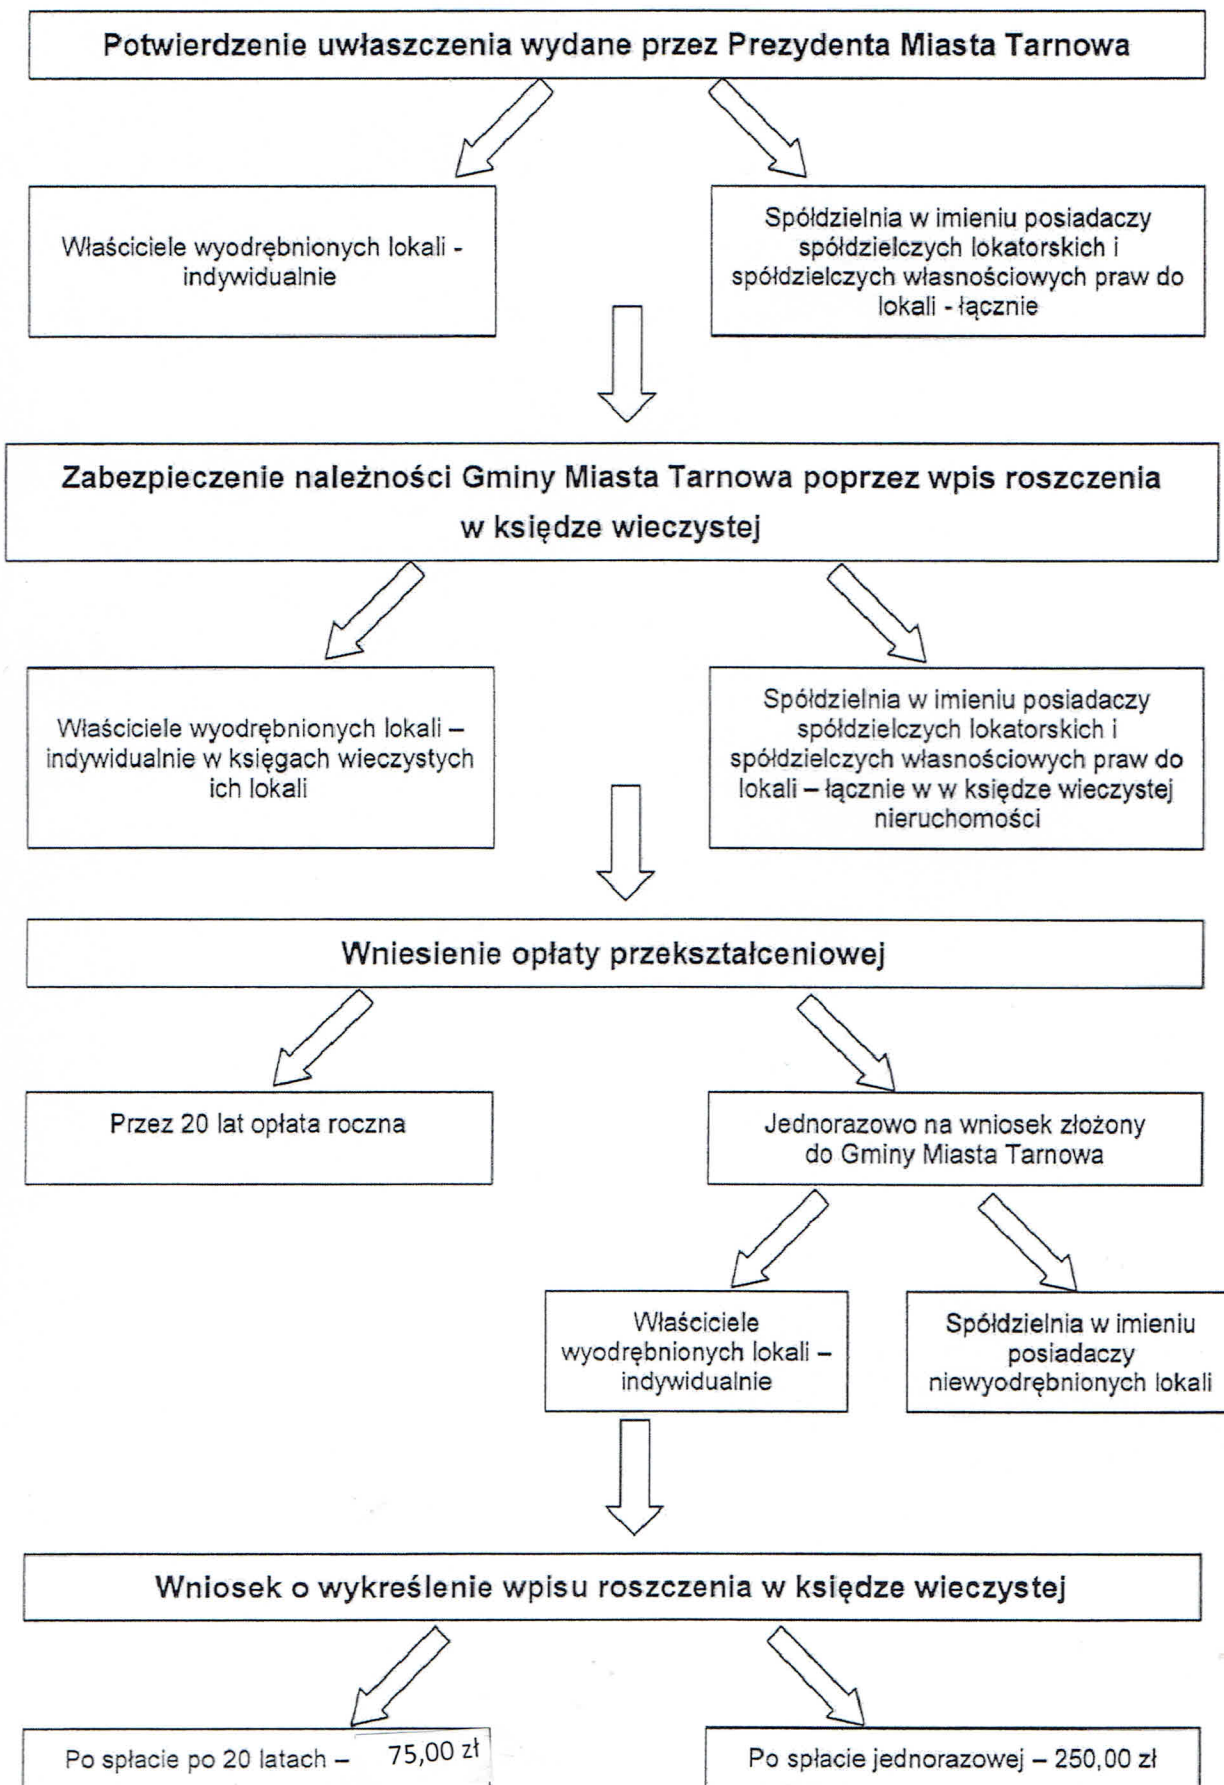 Potwierdzenie uwłaszczenia wydane przez Prezydenta Miasta Tarnowa
Właściciele wyodrębnionych lokali -
indywidualnie
Spółdzielnia w imieniu posiadaczy
spółdzielczych lokatorskich i
spółdzielczych własnościowych praw do
lokali - łącznie
Zabezpieczenie należności Gminy Miasta Tarnowa poprzez wpis roszczenia
w księdze wieczystej
Właściciele wyodrębnionych lokali –
indywidualnie w księgach wieczystych
ich lokali
Spółdzielnia w imieniu posiadaczy
spółdzielczych lokatorskich i
spółdzielczych własnościowych praw do
lokali – łącznie w w księdze wieczystej
nieruchomości
Wniesienie opłaty przekształceniowej
Przez 20 lat opłata roczna
Jednorazowo na wniosek złożony
do Gminy Miasta Tarnowa
Właściciele
wyodrębnionych lokali –
indywidualnie
Spółdzielnia w imieniu
posiadaczy
niewyodrębnionych lokali
Wniosek o wykreślenie wpisu roszczenia w księdze wieczystej
Po spłacie po 20 latach – 75,00 zł
Po spłacie jednorazowej – 250,00 zł